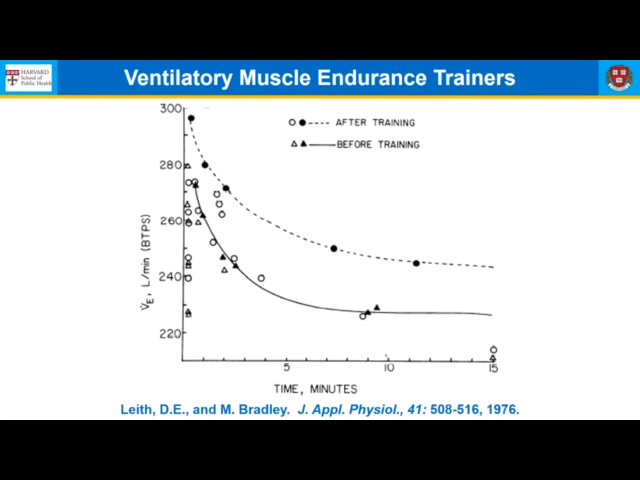 HARVARD
School of
Public Health
Ventilatory Muscle Endurance Trainers
300
280
260
240
220
V̇E, L/min (BTPS)
AFTER TRAINING
BEFORE TRAINING
5
10
15
TIME, MINUTES
Leith, D.E., and M. Bradley. J. Appl. Physiol., 41: 508-516, 1976.